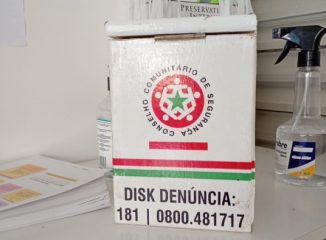 PRESERVATI
CONSELHO COMUNITÁRIO DE SEGURANÇA
DISK DENÚNCIA:
181 | 0800.481717